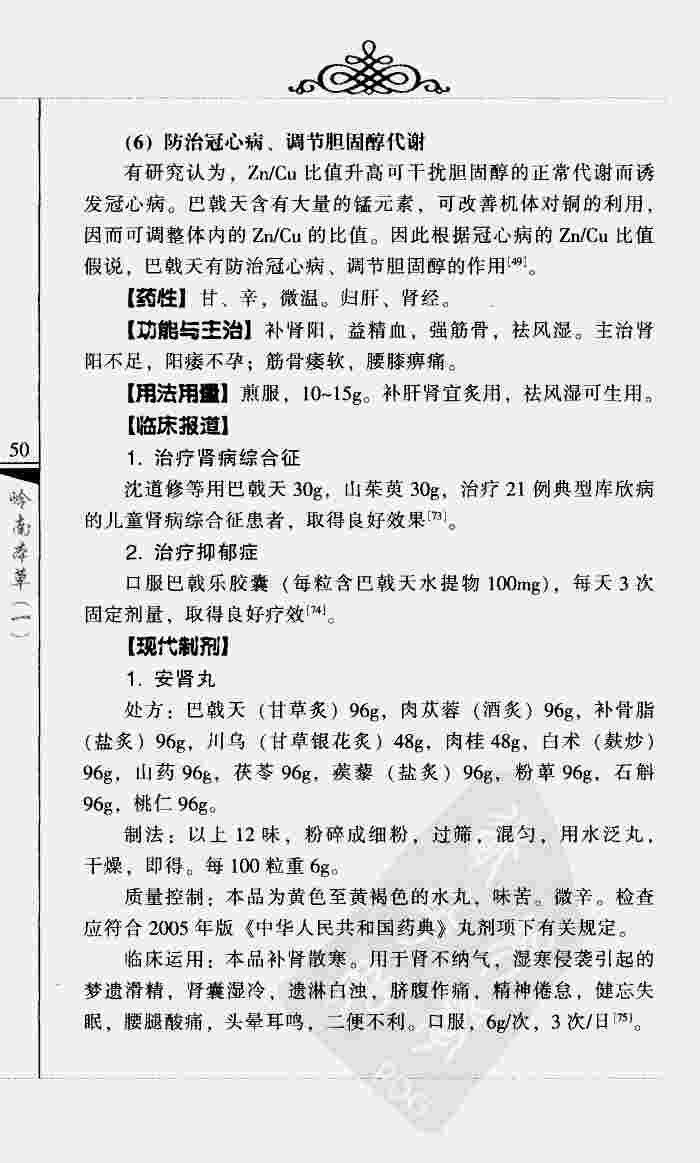 (6) 防治冠心病、调节胆固醇代谢
有研究认为，Zn/Cu 比值升高可干扰胆固醇的正常代谢而诱
发冠心病。巴戟天含有大量的锰元素，可改善机体对铜的利用，
因而可调整体内的 Zn/Cu 的比值。因此根据冠心病的 Zn/Cu 比值
假说，巴戟天有防治冠心病、调节胆固醇的作用[49]。
【药性】甘、辛，微温。归肝、肾经。
【功能与主治】补肾阳，益精血，强筋骨，祛风湿。主治肾
阳不足，阳痿不孕；筋骨痿软，腰膝痹痛。
【用法用量】煎服，10~15g。补肝肾宜炙用，祛风湿可生用。
【临床报道】
1. 治疗肾病综合征
沈道修等用巴戟天 30g，山茱萸 30g，治疗 21 例典型库欣病
的儿童肾病综合征患者，取得良好效果[73]。
2. 治疗抑郁症
口服巴戟乐胶囊（每粒含巴戟天水提物 100mg），每天 3 次
固定剂量，取得良好疗效[74]。
【现代制剂】
1. 安肾丸
处方：巴戟天（甘草炙）96g，肉苁蓉（酒炙）96g，补骨脂
（盐炙）96g，川乌（甘草银花炙）48g，肉桂 48g，白术（麸炒）
96g，山药 96g，茯苓 96g，蒺藜（盐炙）96g，粉萆 96g，石斛
96g，桃仁 96g。
制法：以上 12 味，粉碎成细粉，过筛，混匀，用水泛丸，
干燥，即得。每 100 粒重 6g。
质量控制：本品为黄色至黄褐色的水丸，味苦。微辛。检查
应符合 2005 年版《中华人民共和国药典》丸剂项下有关规定。
临床运用：本品补肾散寒。用于肾不纳气，湿寒侵袭引起的
梦遗滑精，肾囊湿冷，遗淋白浊，脐腹作痛，精神倦怠，健忘失
眠，腰腿酸痛，头晕耳鸣，二便不利。口服，6g/次，3 次/日[75]。
50
岭南本草（一）